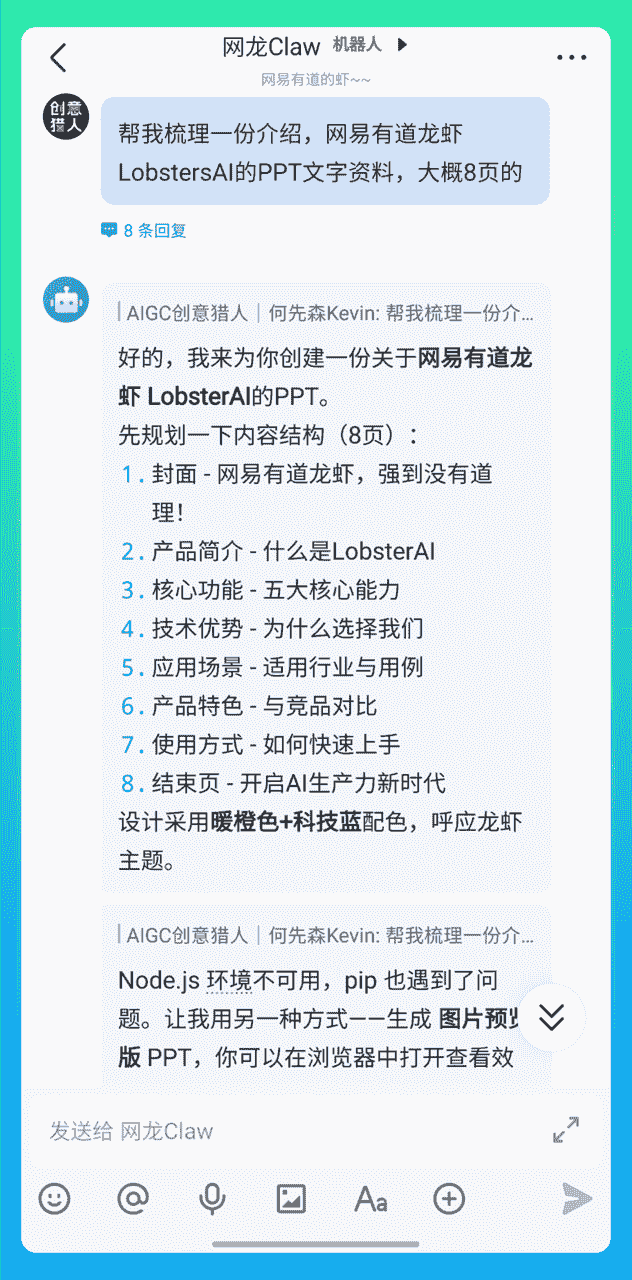 网龙Claw 机器人
网易有道的虾~~
创意
猎人
帮我梳理一份介绍，网易有道龙虾
LobstersAI的PPT文字资料，大概8页的
8 条回复
AIGC创意猎人｜何先森Kevin: 帮我梳理一份介...
好的，我来为你创建一份关于网易有道龙
虾 LobsterAI的PPT。
先规划一下内容结构（8页）：
1. 封面 - 网易有道龙虾，强到没有道
理！
2. 产品简介 - 什么是LobsterAI
3. 核心功能 - 五大核心能力
4. 技术优势 - 为什么选择我们
5. 应用场景 - 适用行业与用例
6. 产品特色 - 与竞品对比
7. 使用方式 - 如何快速上手
8. 结束页 - 开启AI生产力新时代
设计采用暖橙色+科技蓝配色，呼应龙虾
主题。
AIGC创意猎人｜何先森Kevin: 帮我梳理一份介...
Node.js 环境不可用，pip 也遇到了问
题。让我用另一种方式——生成 图片预览
版 PPT，你可以在浏览器中打开查看效
发送给 网龙Claw
Aa